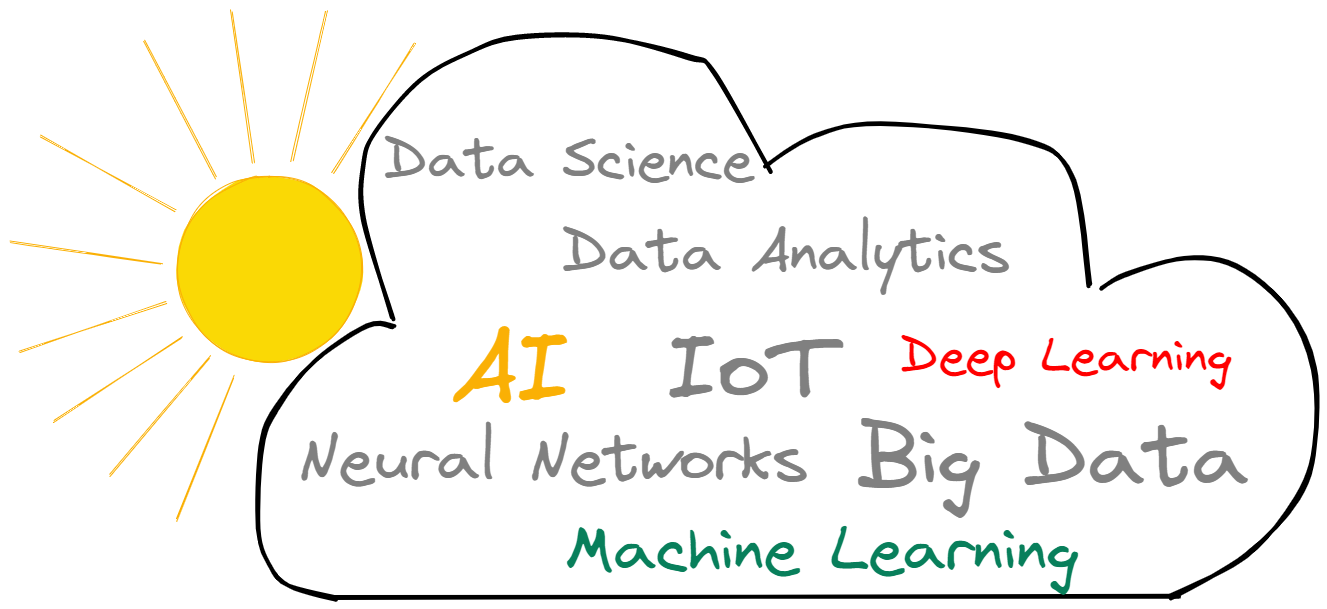 Data Science
Data Analytics
AI IoT Deep Learning
Neural Networks Big Data
Machine Learning